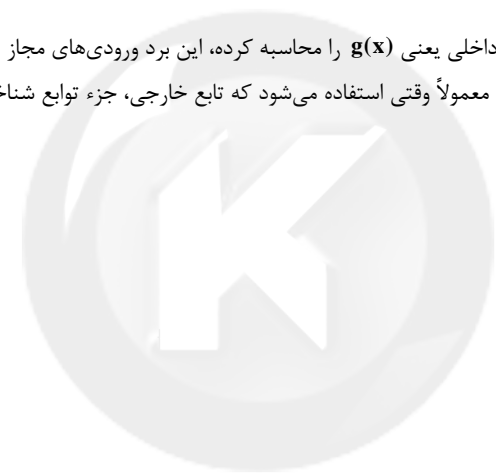 داخلی یعنی g(x) را محاسبه کرده، این برد ورودی‌های مجاز
معمولاً وقتی استفاده می‌شود که تابع خارجی، جزء توابع